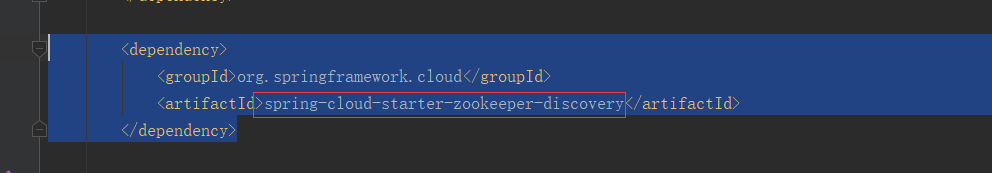 <dependency>
<groupId>org.springframework.cloud</groupId>
<artifactId>spring-cloud-starter-zookeeper-discovery</artifactId>
</dependency>